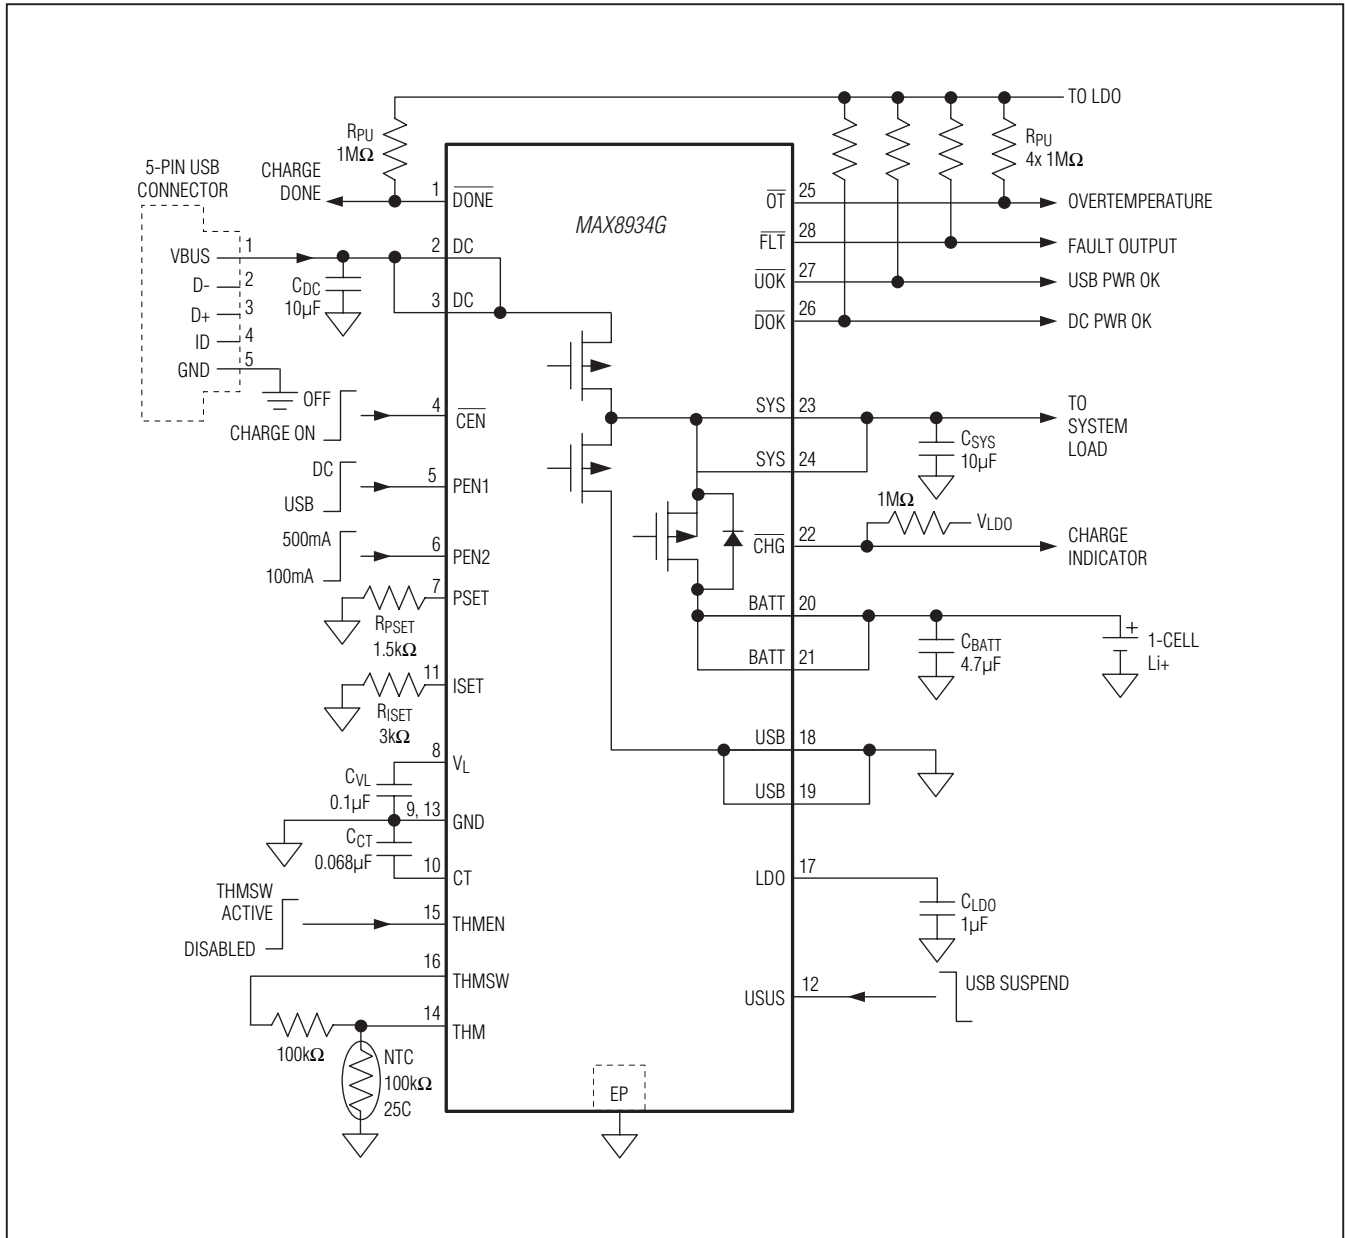 TO LDO
RPU
1MΩ
RPU
4x 1MΩ
5-PIN USB
CONNECTOR
CHARGE
DONE
1
DONE
MAX8934G
OT
25
OVERTEMPERATURE
FLT
28
FAULT OUTPUT
UOK
27
USB PWR OK
DOK
26
DC PWR OK
VBUS
1
D-
2
D+
3
ID
4
GND
5
CDC
10µF
2
DC
3
DC
OFF
CHARGE ON
4
CEN
DC
USB
5
PEN1
500mA
100mA
6
PEN2
7
PSET
RPSET
1.5kΩ
11
ISET
RISET
3kΩ
8
VL
CVL
0.1µF
9, 13
GND
CCT
0.068µF
10
CT
THMSW
ACTIVE
DISABLED
15
THMEN
16
THMSW
14
THM
100kΩ
NTC
100kΩ
25C
EP
SYS
23
TO
SYSTEM
LOAD
SYS
24
CSYS
10µF
1MΩ
VLDO
CHG
22
CHARGE
INDICATOR
BATT
20
BATT
21
CBATT
4.7µF
+
1-CELL
Li+
USB
18
USB
19
LDO
17
CLDO
1µF
USUS
12
USB SUSPEND